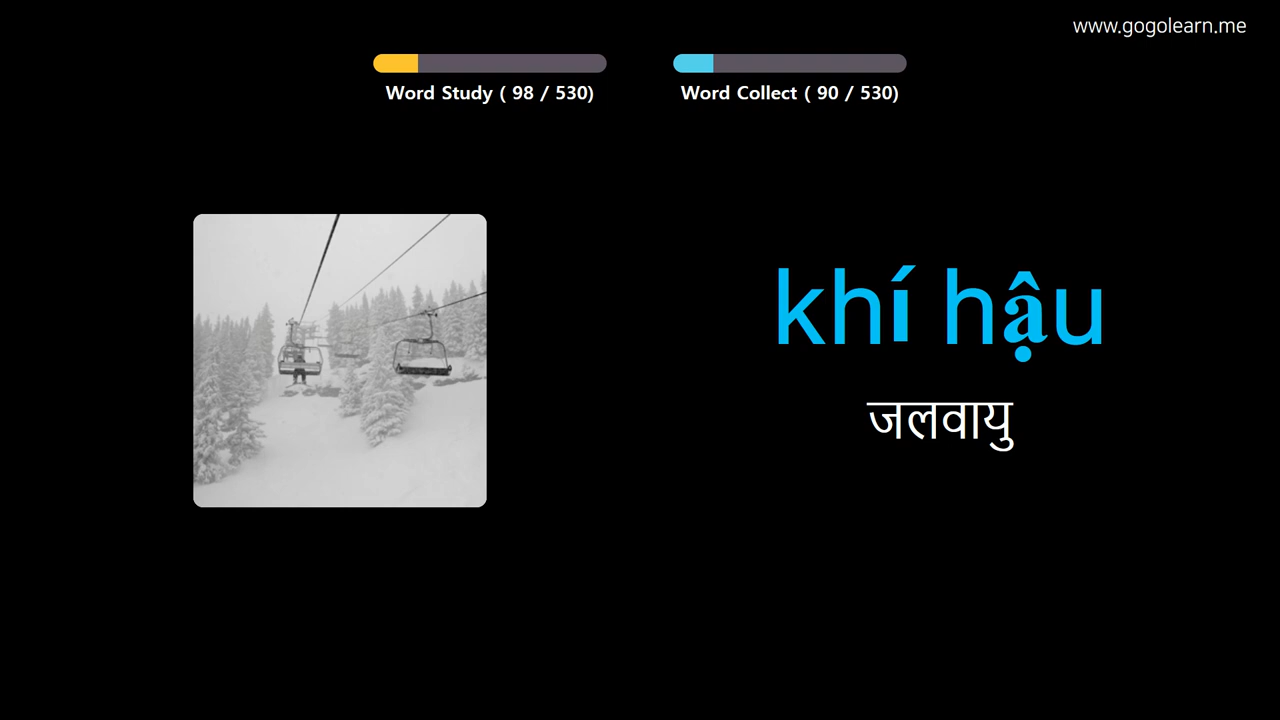 www.gogolearn.me
Word Study ( 98 / 530)
Word Collect ( 90 / 530)
khí hậu
जलवायु